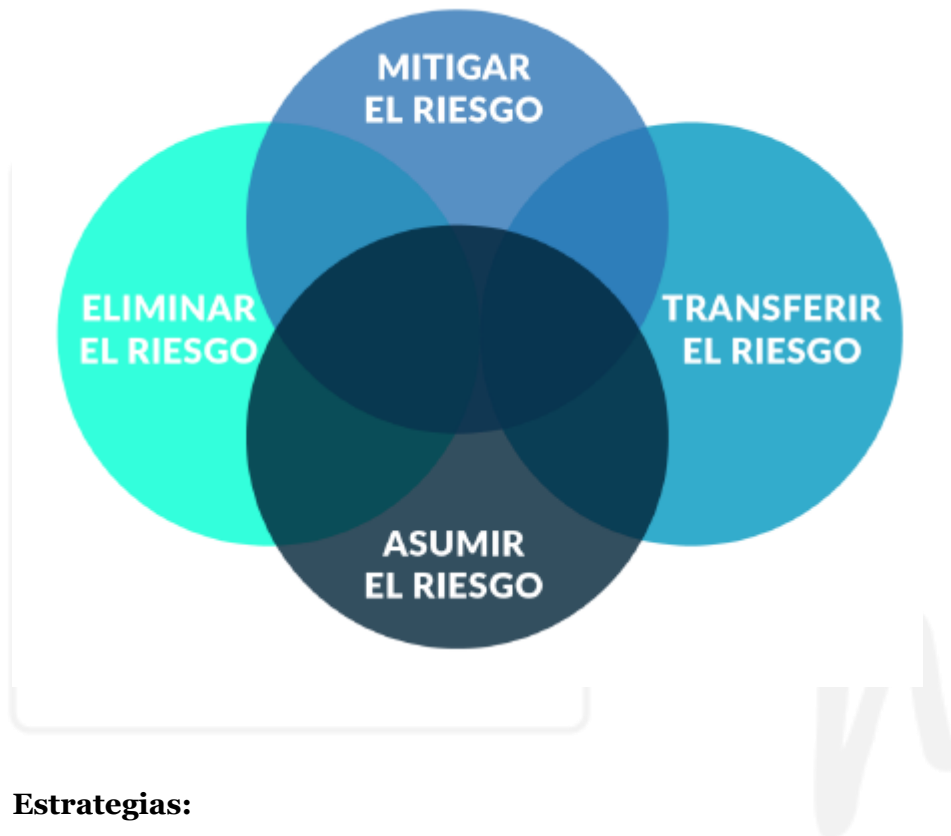 MITIGAR
EL RIESGO
ELIMINAR
EL RIESGO
TRANSFERIR
EL RIESGO
ASUMIR
EL RIESGO
Estrategias: